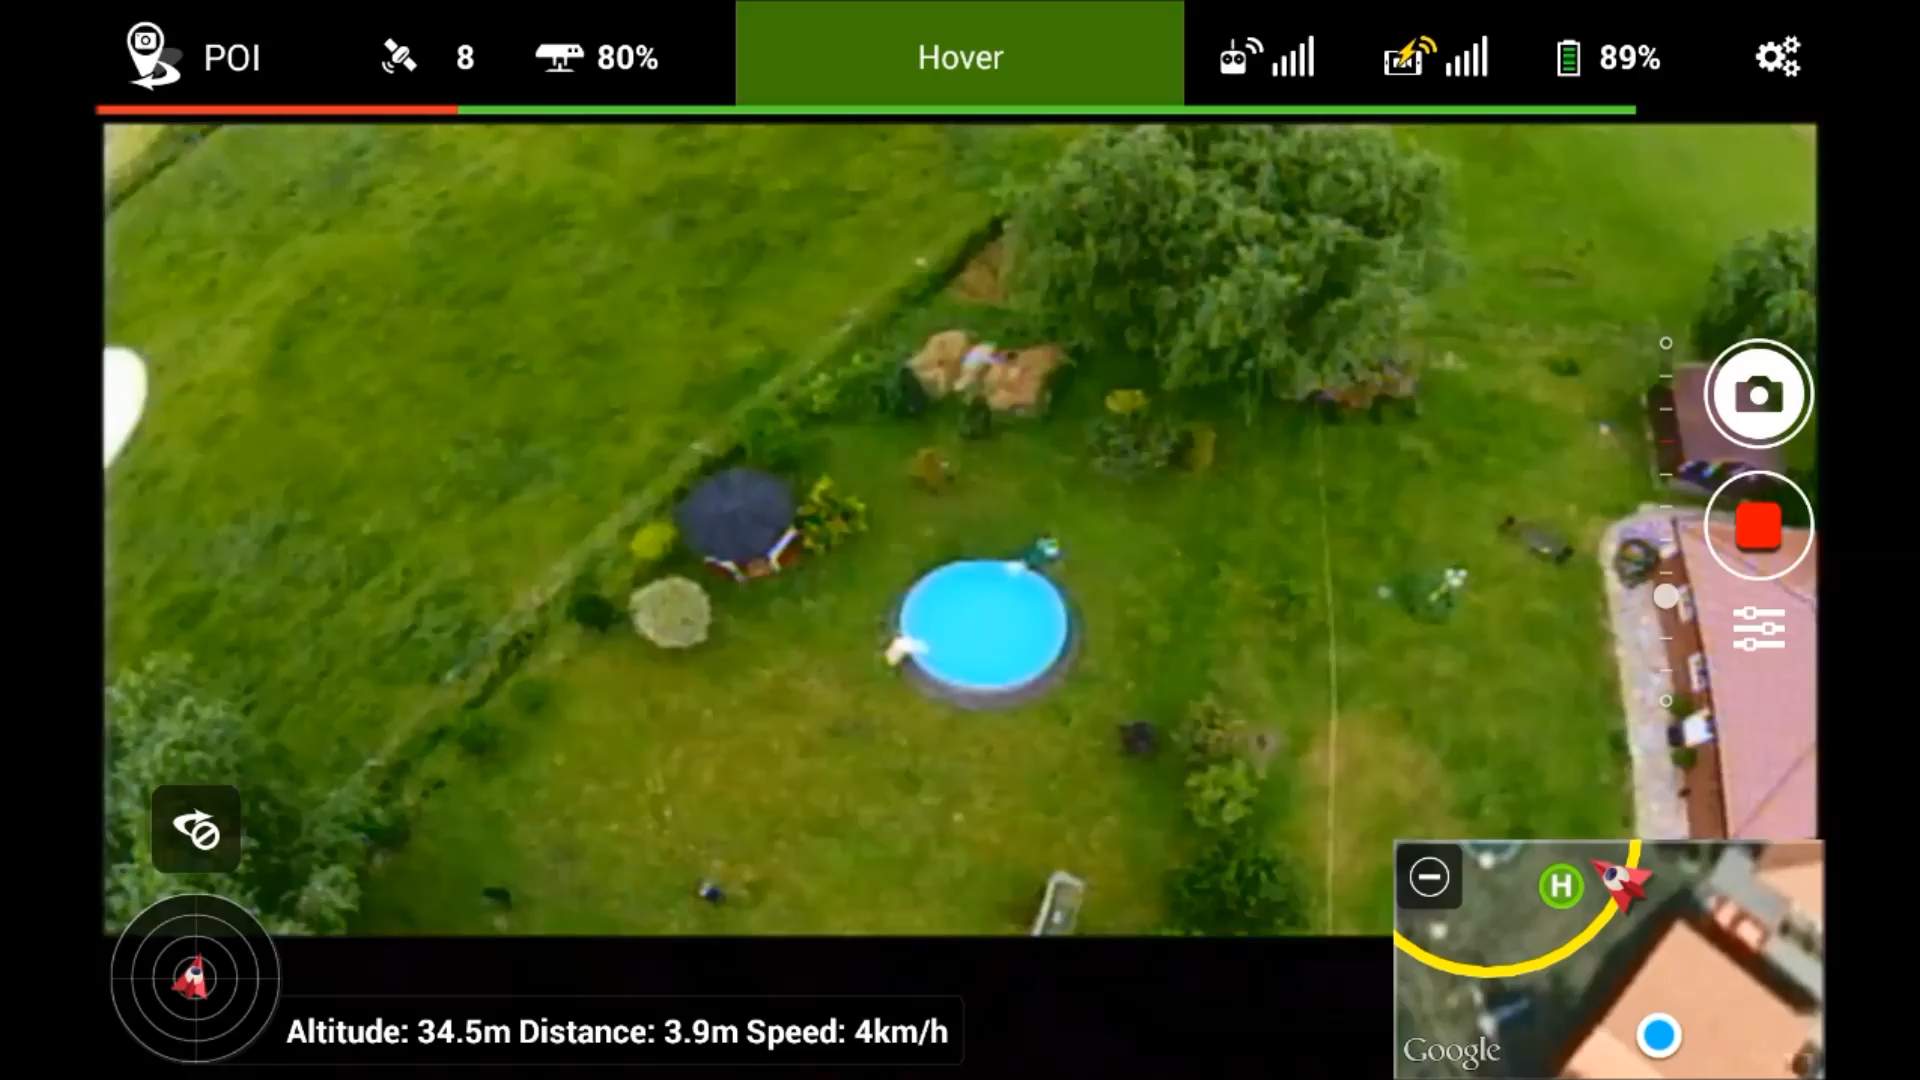 POI
8
80%
Hover
89%
H
Altitude: 34.5m Distance: 3.9m Speed: 4km/h
Google